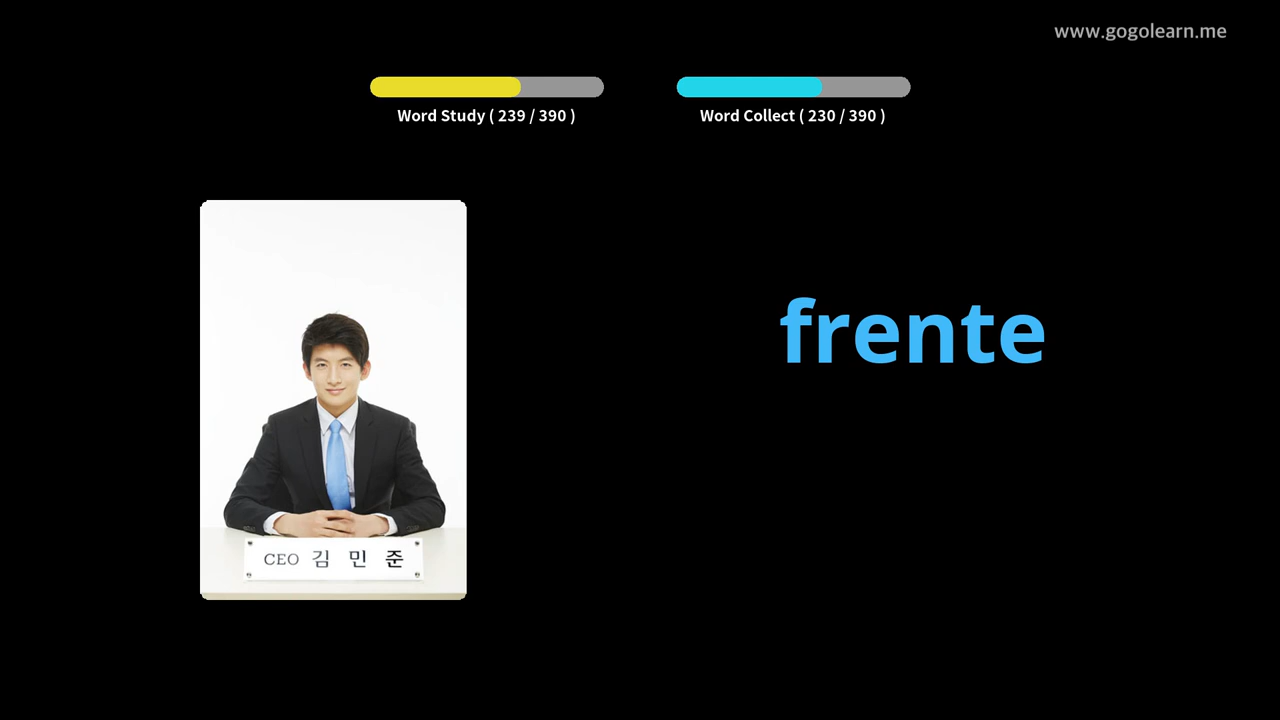 www.gogolearn.me
Word Study ( 239 / 390 )
Word Collect ( 230 / 390 )
frente
CEO 김 민 준